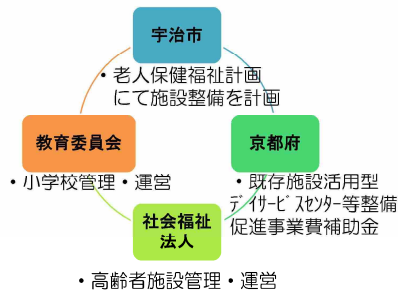 宇治市
・老人保健福祉計画
にて施設整備を計画
教育委員会
・小学校管理・運営
京都府
・既存施設活用型
ﾃﾞｲｻｰﾋﾞｽｾﾝﾀｰ等整備
促進事業費補助金
社会福祉
法人
・高齢者施設管理・運営